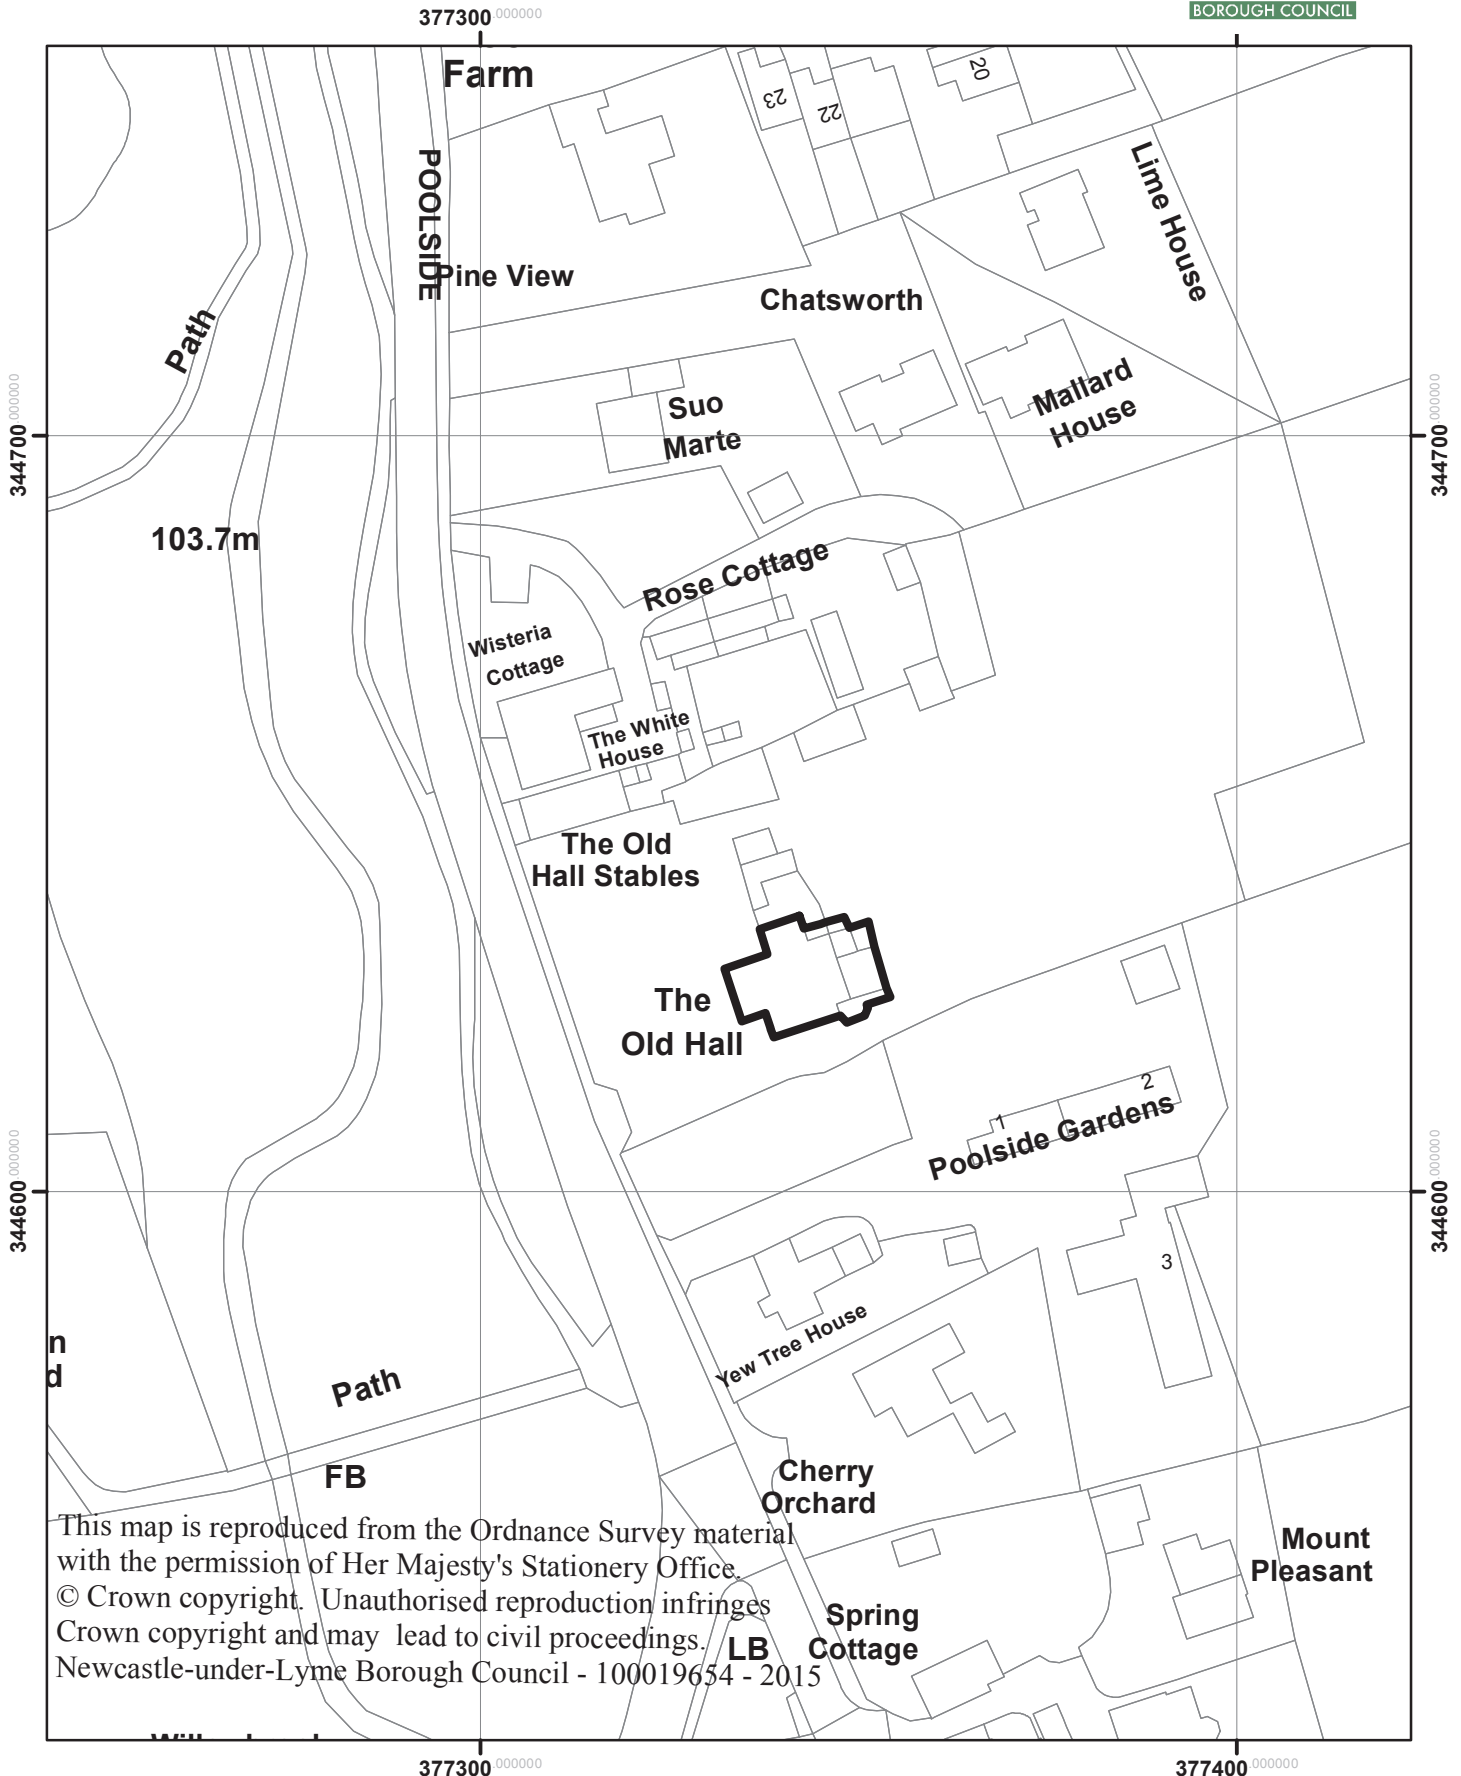 BOROUGH COUNCIL
377300.000000
Farm
23
22
20
POOLSIDE
Lime House
Pine View
Chatsworth
Path
Mallard
House
Suo
Marte
344700.000000
344700.000000
103.7m
Rose Cottage
Wisteria
Cottage
The White
House
The Old
Hall Stables
The
Old Hall
2
1
Poolside Gardens
344600.000000
344600.000000
3
Yew Tree House
n
d
Path
FB
Cherry
Orchard
Mount
Pleasant
Spring
Cottage
LB
This map is reproduced from the Ordnance Survey material
with the permission of Her Majesty's Stationery Office.
© Crown copyright. Unauthorised reproduction infringes
Crown copyright and may lead to civil proceedings.
Newcastle-under-Lyme Borough Council - 100019654 - 2015
377300.000000
377400.000000